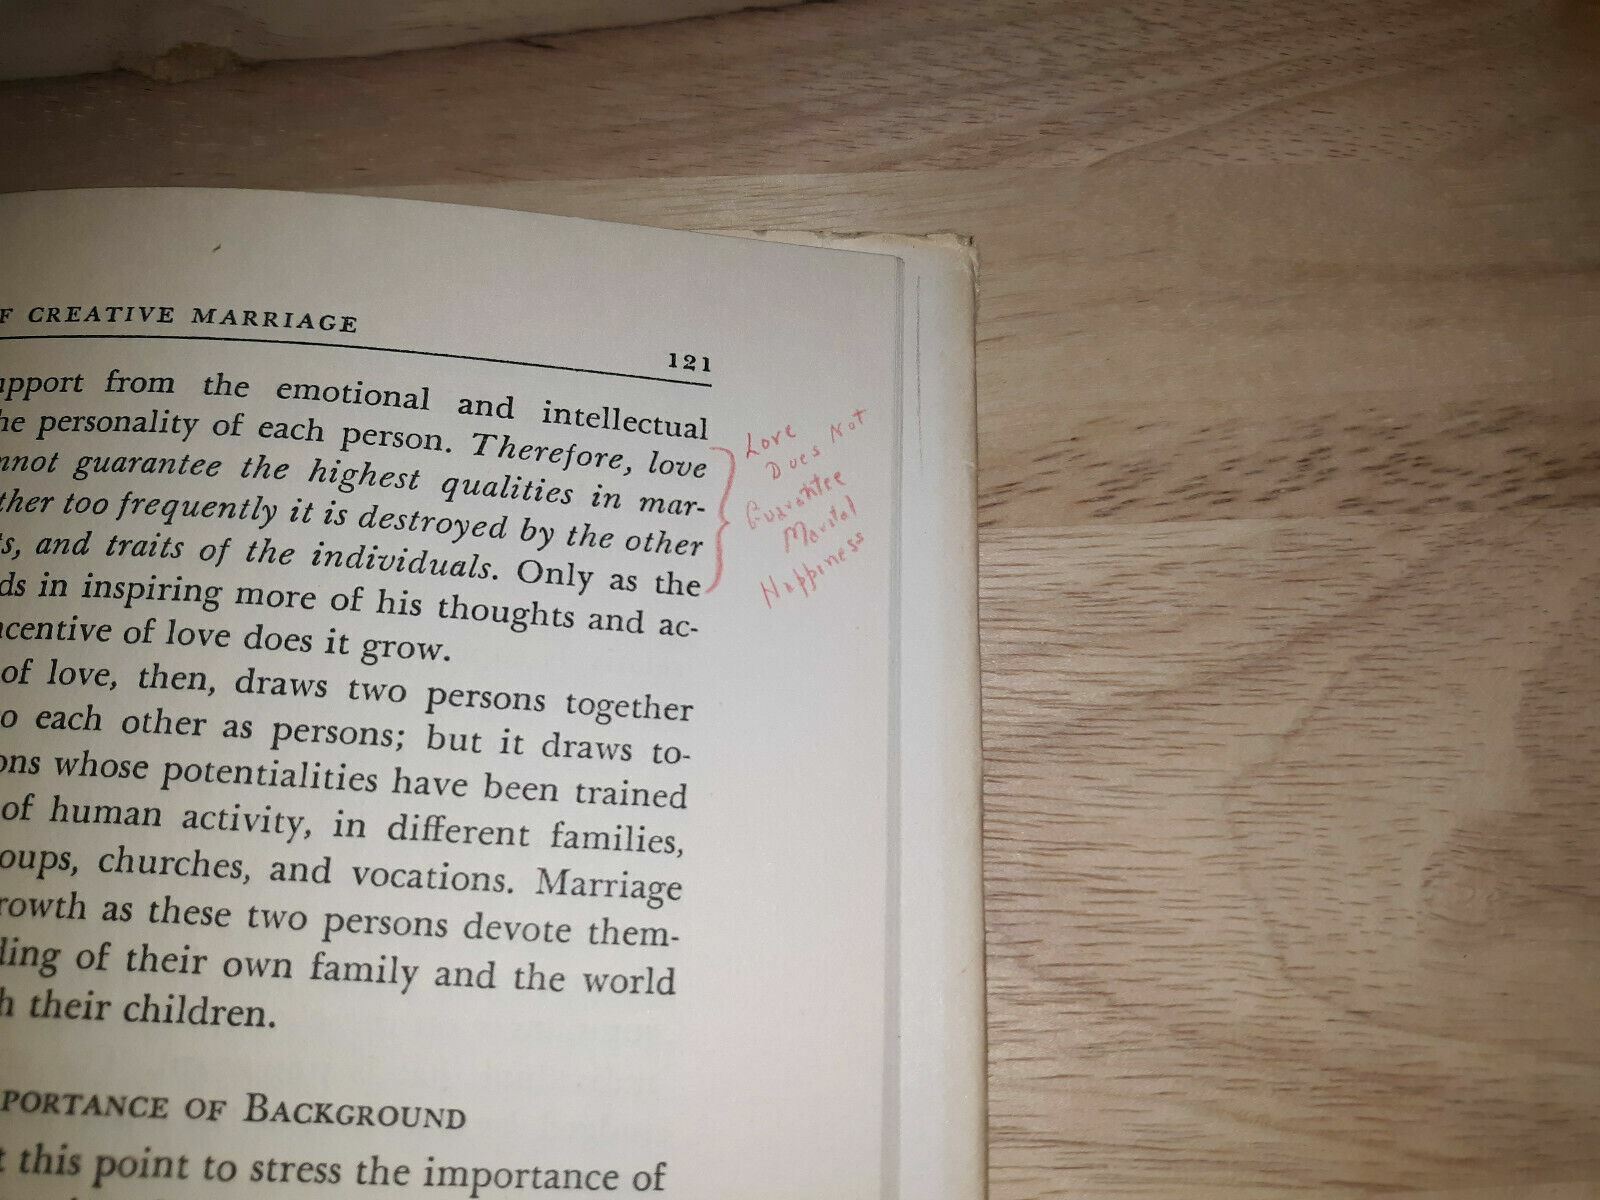 F CREATIVE MARRIAGE
121
upport from the emotional and intellectual
he personality of each person. Therefore, love
nnot guarantee the highest qualities in mar-
ther too frequently it is destroyed by the other
s, and traits of the individuals. Only as the
ds in inspiring more of his thoughts and ac-
centive of love does it grow.
of love, then, draws two persons together
o each other as persons; but it draws to-
ons whose potentialities have been trained
of human activity, in different families,
oups, churches, and vocations. Marriage
rowth as these two persons devote them-
ling of their own family and the world
h their children.
PORTANCE OF BACKGROUND
t this point to stress the importance of
Love
Does Not
Guarantee
Marital
Happiness